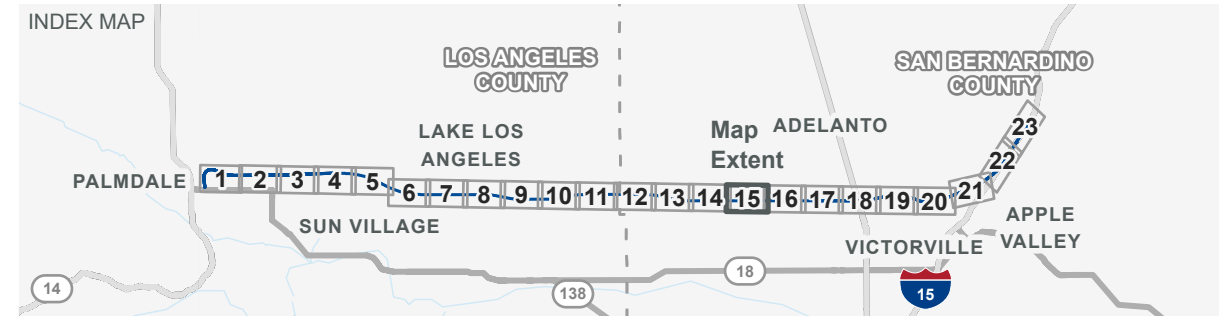 INDEX MAP
LOS ANGELES
COUNTY
SAN BERNARDINO
COUNTY
LAKE LOS
ANGELES
Map
Extent
ADELANTO
PALMDALE
1 2 3 4 5 6 7 8 9 10 11 12 13 14 15 16 17 18 19 20 21 22 23
SUN VILLAGE
APPLE
VALLEY
VICTORVILLE
14
138
18
15